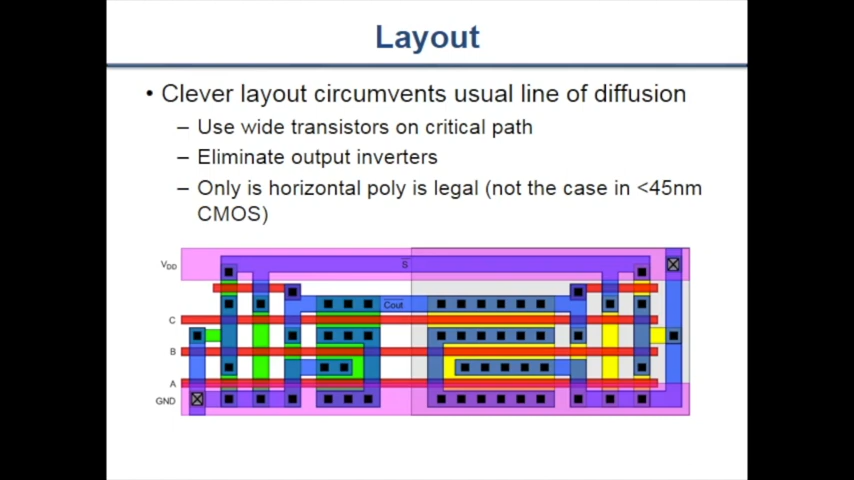 Layout
• Clever layout circumvents usual line of diffusion
– Use wide transistors on critical path
– Eliminate output inverters
– Only is horizontal poly is legal (not the case in <45nm
CMOS)
VDD
S
Cout
C
B
A
GND